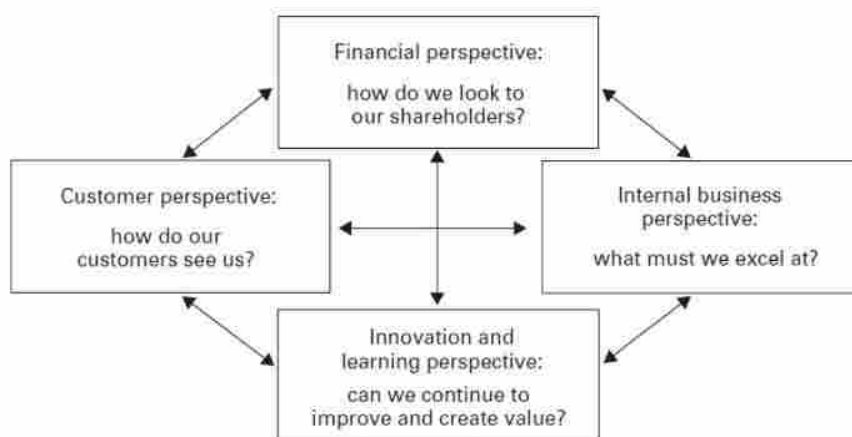 Financial perspective:
how do we look to
our shareholders?
Customer perspective:
how do our
customers see us?
Internal business
perspective:
what must we excel at?
Innovation and
learning perspective:
can we continue to
improve and create value?